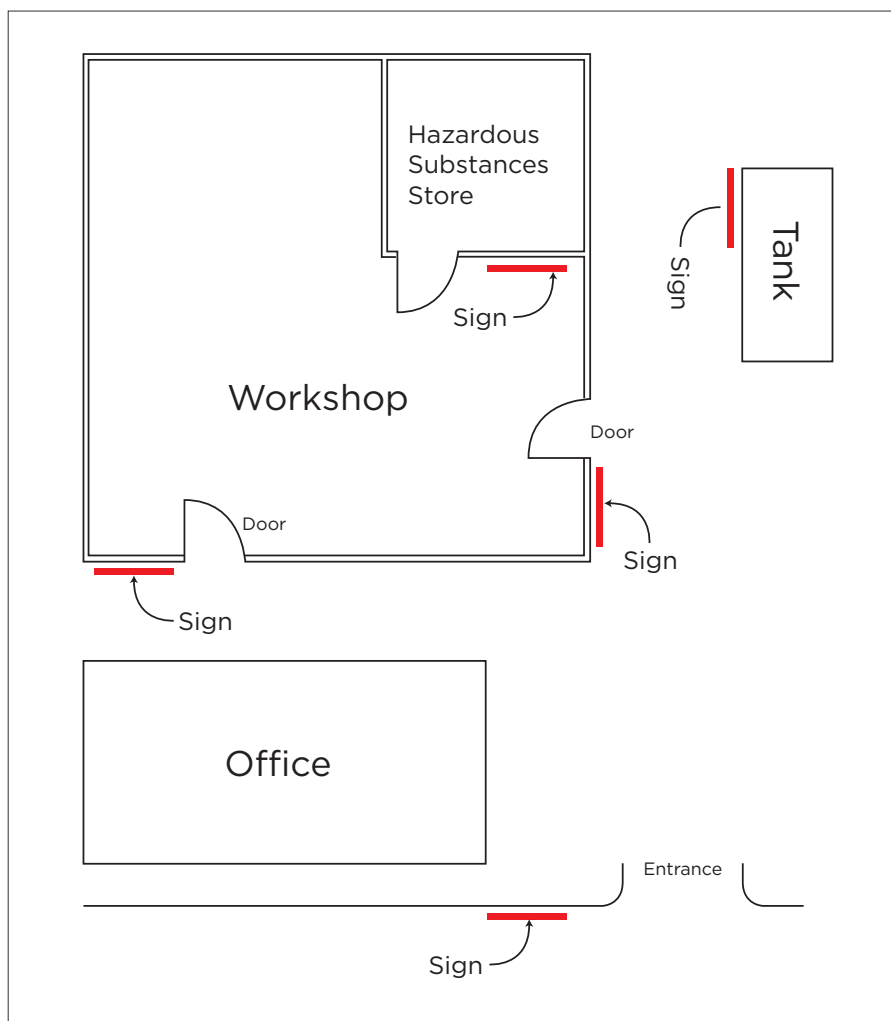 Hazardous
Substances
Store
Tank
Sign
Sign
Workshop
Door
Door
Sign
Sign
Office
Entrance
Sign